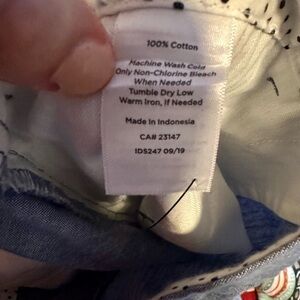 100% Cotton
Machine Wash Cold
Only Non-Chlorine Bleach
When Needed
Tumble Dry Low
Warm Iron, if Needed
Made in Indonesia
CA# 23147
IDS247 09/19